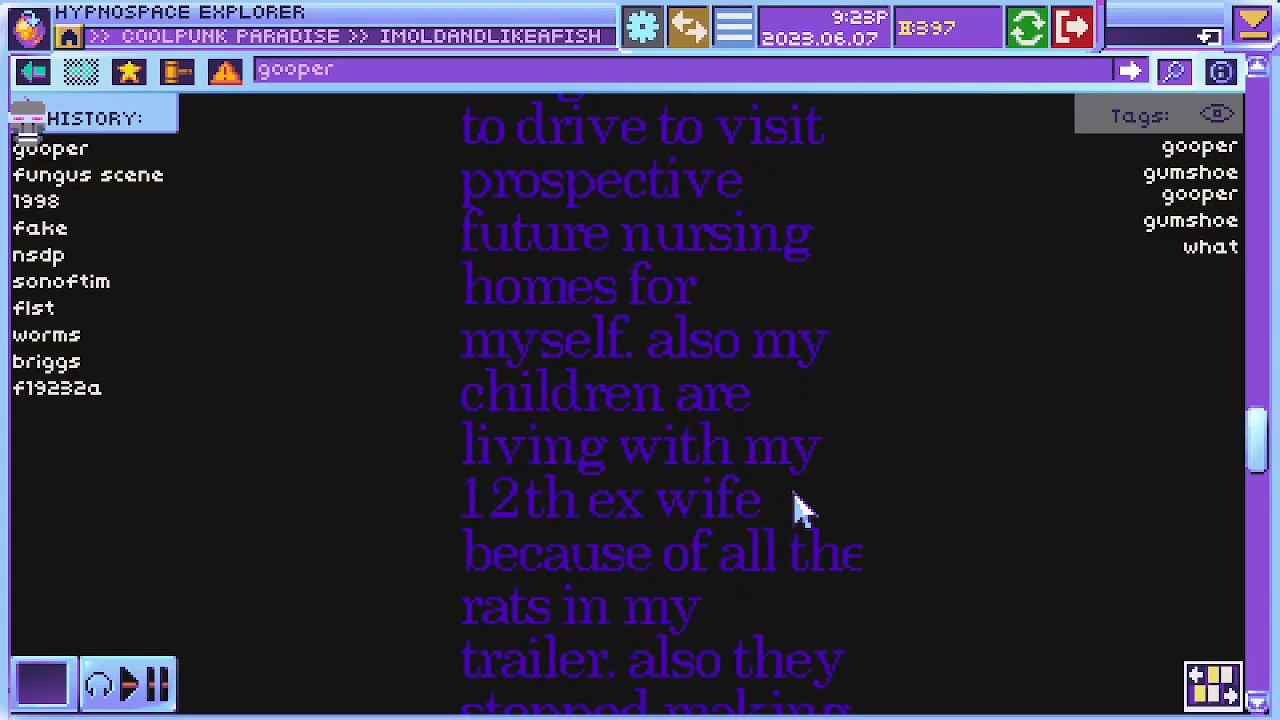 HYPNOSPACE EXPLORER
>> COOLPUNK PARADISE >> IMOLDANDLIKEAFISH
9:23P
2023.06.07
397
gooper
HISTORY:
gooper
fungus scene
1998
fake
nsdp
sonoftim
flst
worms
briggs
f19232a
to drive to visit
prospective
future nursing
homes for
myself. also my
children are
living with my
12th ex wife
because of all the
rats in my
trailer. also they
stopped making
Tags:
gooper
gumshoe
gooper
gumshoe
what